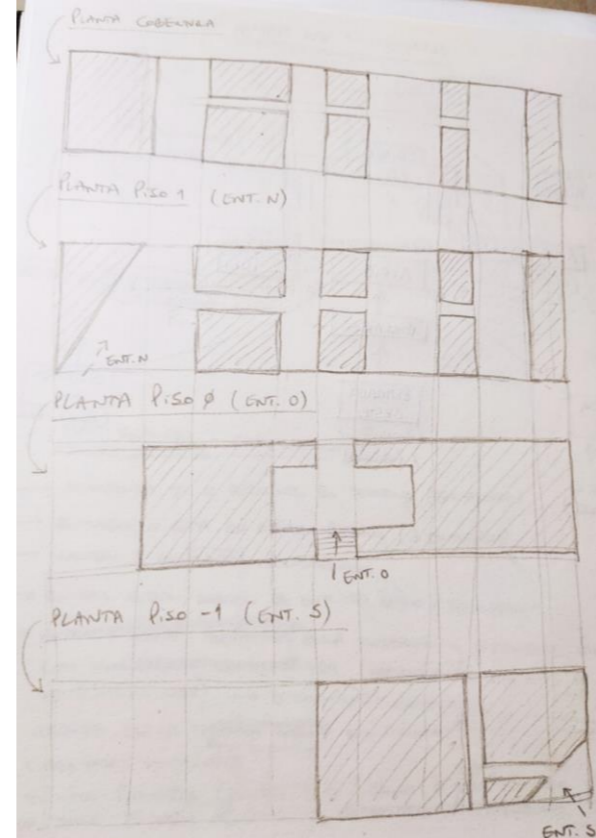 PLANTA COBERTURA
PLANTA PISO 1 (ENT. N)
ENT. N
PLANTA PISO Ø (ENT. O)
ENT. O
PLANTA PISO -1 (ENT. S)
ENT. S